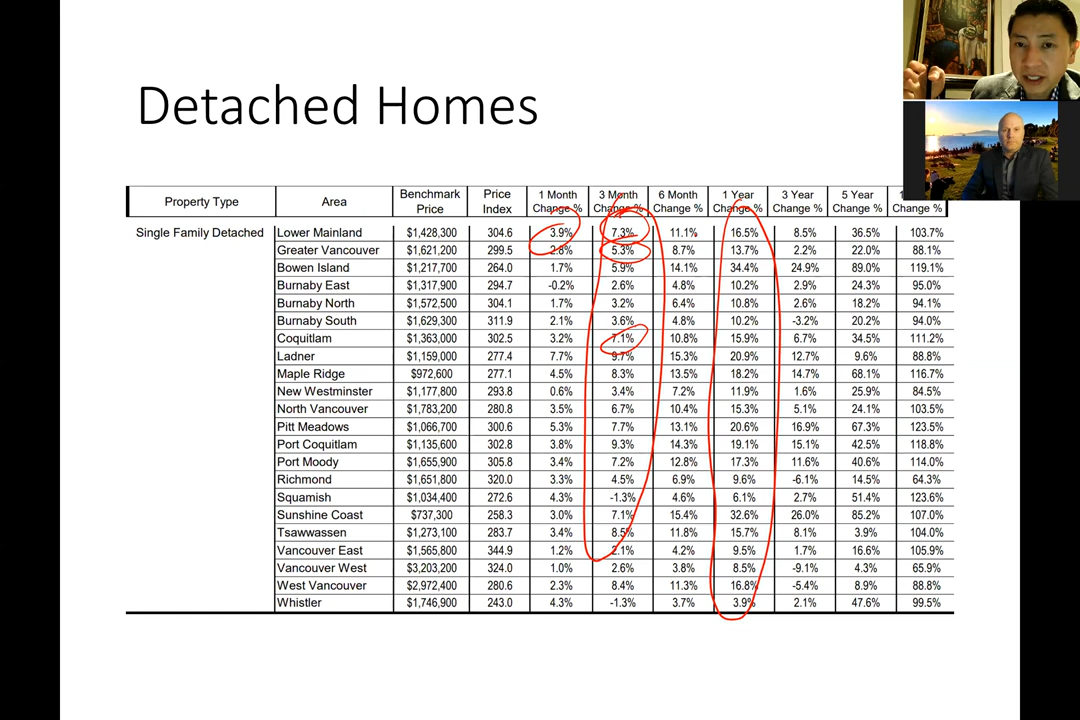 Detached Homes
Property Type Area Benchmark Price Price Index 1 Month Change % 3 Month Change % 6 Month Change % 1 Year Change % 3 Year Change % 5 Year Change % Change %
Single Family Detached Lower Mainland $1,428,300 304.6 3.9% 7.3% 11.1% 16.5% 8.5% 36.5% 103.7%
Greater Vancouver $1,621,200 299.5 2.8% 5.3% 8.7% 13.7% 2.2% 22.0% 88.1%
Bowen Island $1,217,700 264.0 1.7% 5.9% 14.1% 34.4% 24.9% 89.0% 119.1%
Burnaby East $1,317,900 294.7 -0.2% 2.6% 4.8% 10.2% 2.9% 24.3% 95.0%
Burnaby North $1,572,500 304.1 1.7% 3.2% 6.4% 10.8% 2.6% 18.2% 94.1%
Burnaby South $1,629,300 311.9 2.1% 3.6% 4.8% 10.2% -3.2% 20.2% 94.0%
Coquitlam $1,363,000 302.5 3.2% 7.1% 10.8% 15.9% 6.7% 34.5% 111.2%
Ladner $1,159,000 277.4 7.7% 9.7% 15.3% 20.9% 12.7% 9.6% 88.8%
Maple Ridge $972,600 277.1 4.5% 8.3% 13.5% 18.2% 14.7% 68.1% 116.7%
New Westminster $1,177,800 293.8 0.6% 3.4% 7.2% 11.9% 1.6% 25.9% 84.5%
North Vancouver $1,783,200 280.8 3.5% 6.7% 10.4% 15.3% 5.1% 24.1% 103.5%
Pitt Meadows $1,066,700 300.6 5.3% 7.7% 13.1% 20.6% 16.9% 67.3% 123.5%
Port Coquitlam $1,135,600 302.8 3.8% 9.3% 14.3% 19.1% 15.1% 42.5% 118.8%
Port Moody $1,655,900 305.8 3.4% 7.2% 12.8% 17.3% 11.6% 40.6% 114.0%
Richmond $1,651,800 320.0 3.3% 4.5% 6.9% 9.6% -6.1% 14.5% 64.3%
Squamish $1,034,400 272.6 4.3% -1.3% 4.6% 6.1% 2.7% 51.4% 123.6%
Sunshine Coast $737,300 258.3 3.0% 7.1% 15.4% 32.6% 26.0% 85.2% 107.0%
Tsawwassen $1,273,100 283.7 3.4% 8.5% 11.8% 15.7% 8.1% 3.9% 104.0%
Vancouver East $1,565,800 344.9 1.2% 2.1% 4.2% 9.5% 1.7% 16.6% 105.9%
Vancouver West $3,203,200 324.0 1.0% 2.6% 3.8% 8.5% -9.1% 4.3% 65.9%
West Vancouver $2,972,400 280.6 2.3% 8.4% 11.3% 16.8% -5.4% 8.9% 88.8%
Whistler $1,746,900 243.0 4.3% -1.3% 3.7% 3.9% 2.1% 47.6% 99.5%